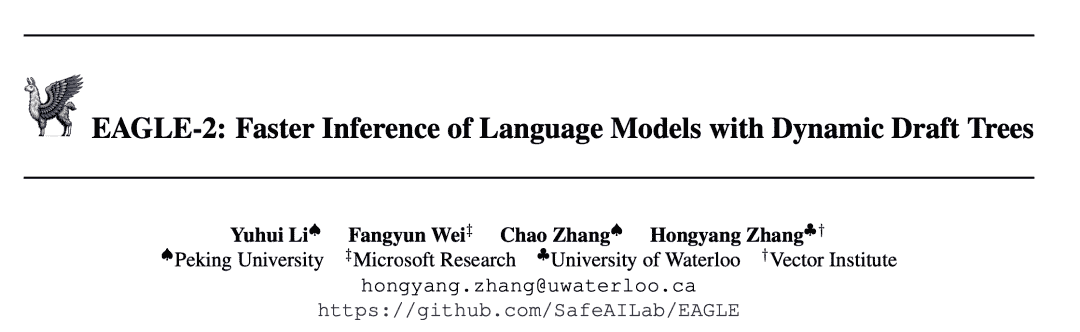 EAGLE-2: Faster Inference of Language Models with Dynamic Draft Trees
Yuhui Li♠ Fangyun Wei‡ Chao Zhang♠ Hongyang Zhang♣†
♠Peking University ‡Microsoft Research ♣University of Waterloo †Vector Institute
hongyang.zhang@uwaterloo.ca
https://github.com/SafeAILab/EAGLE